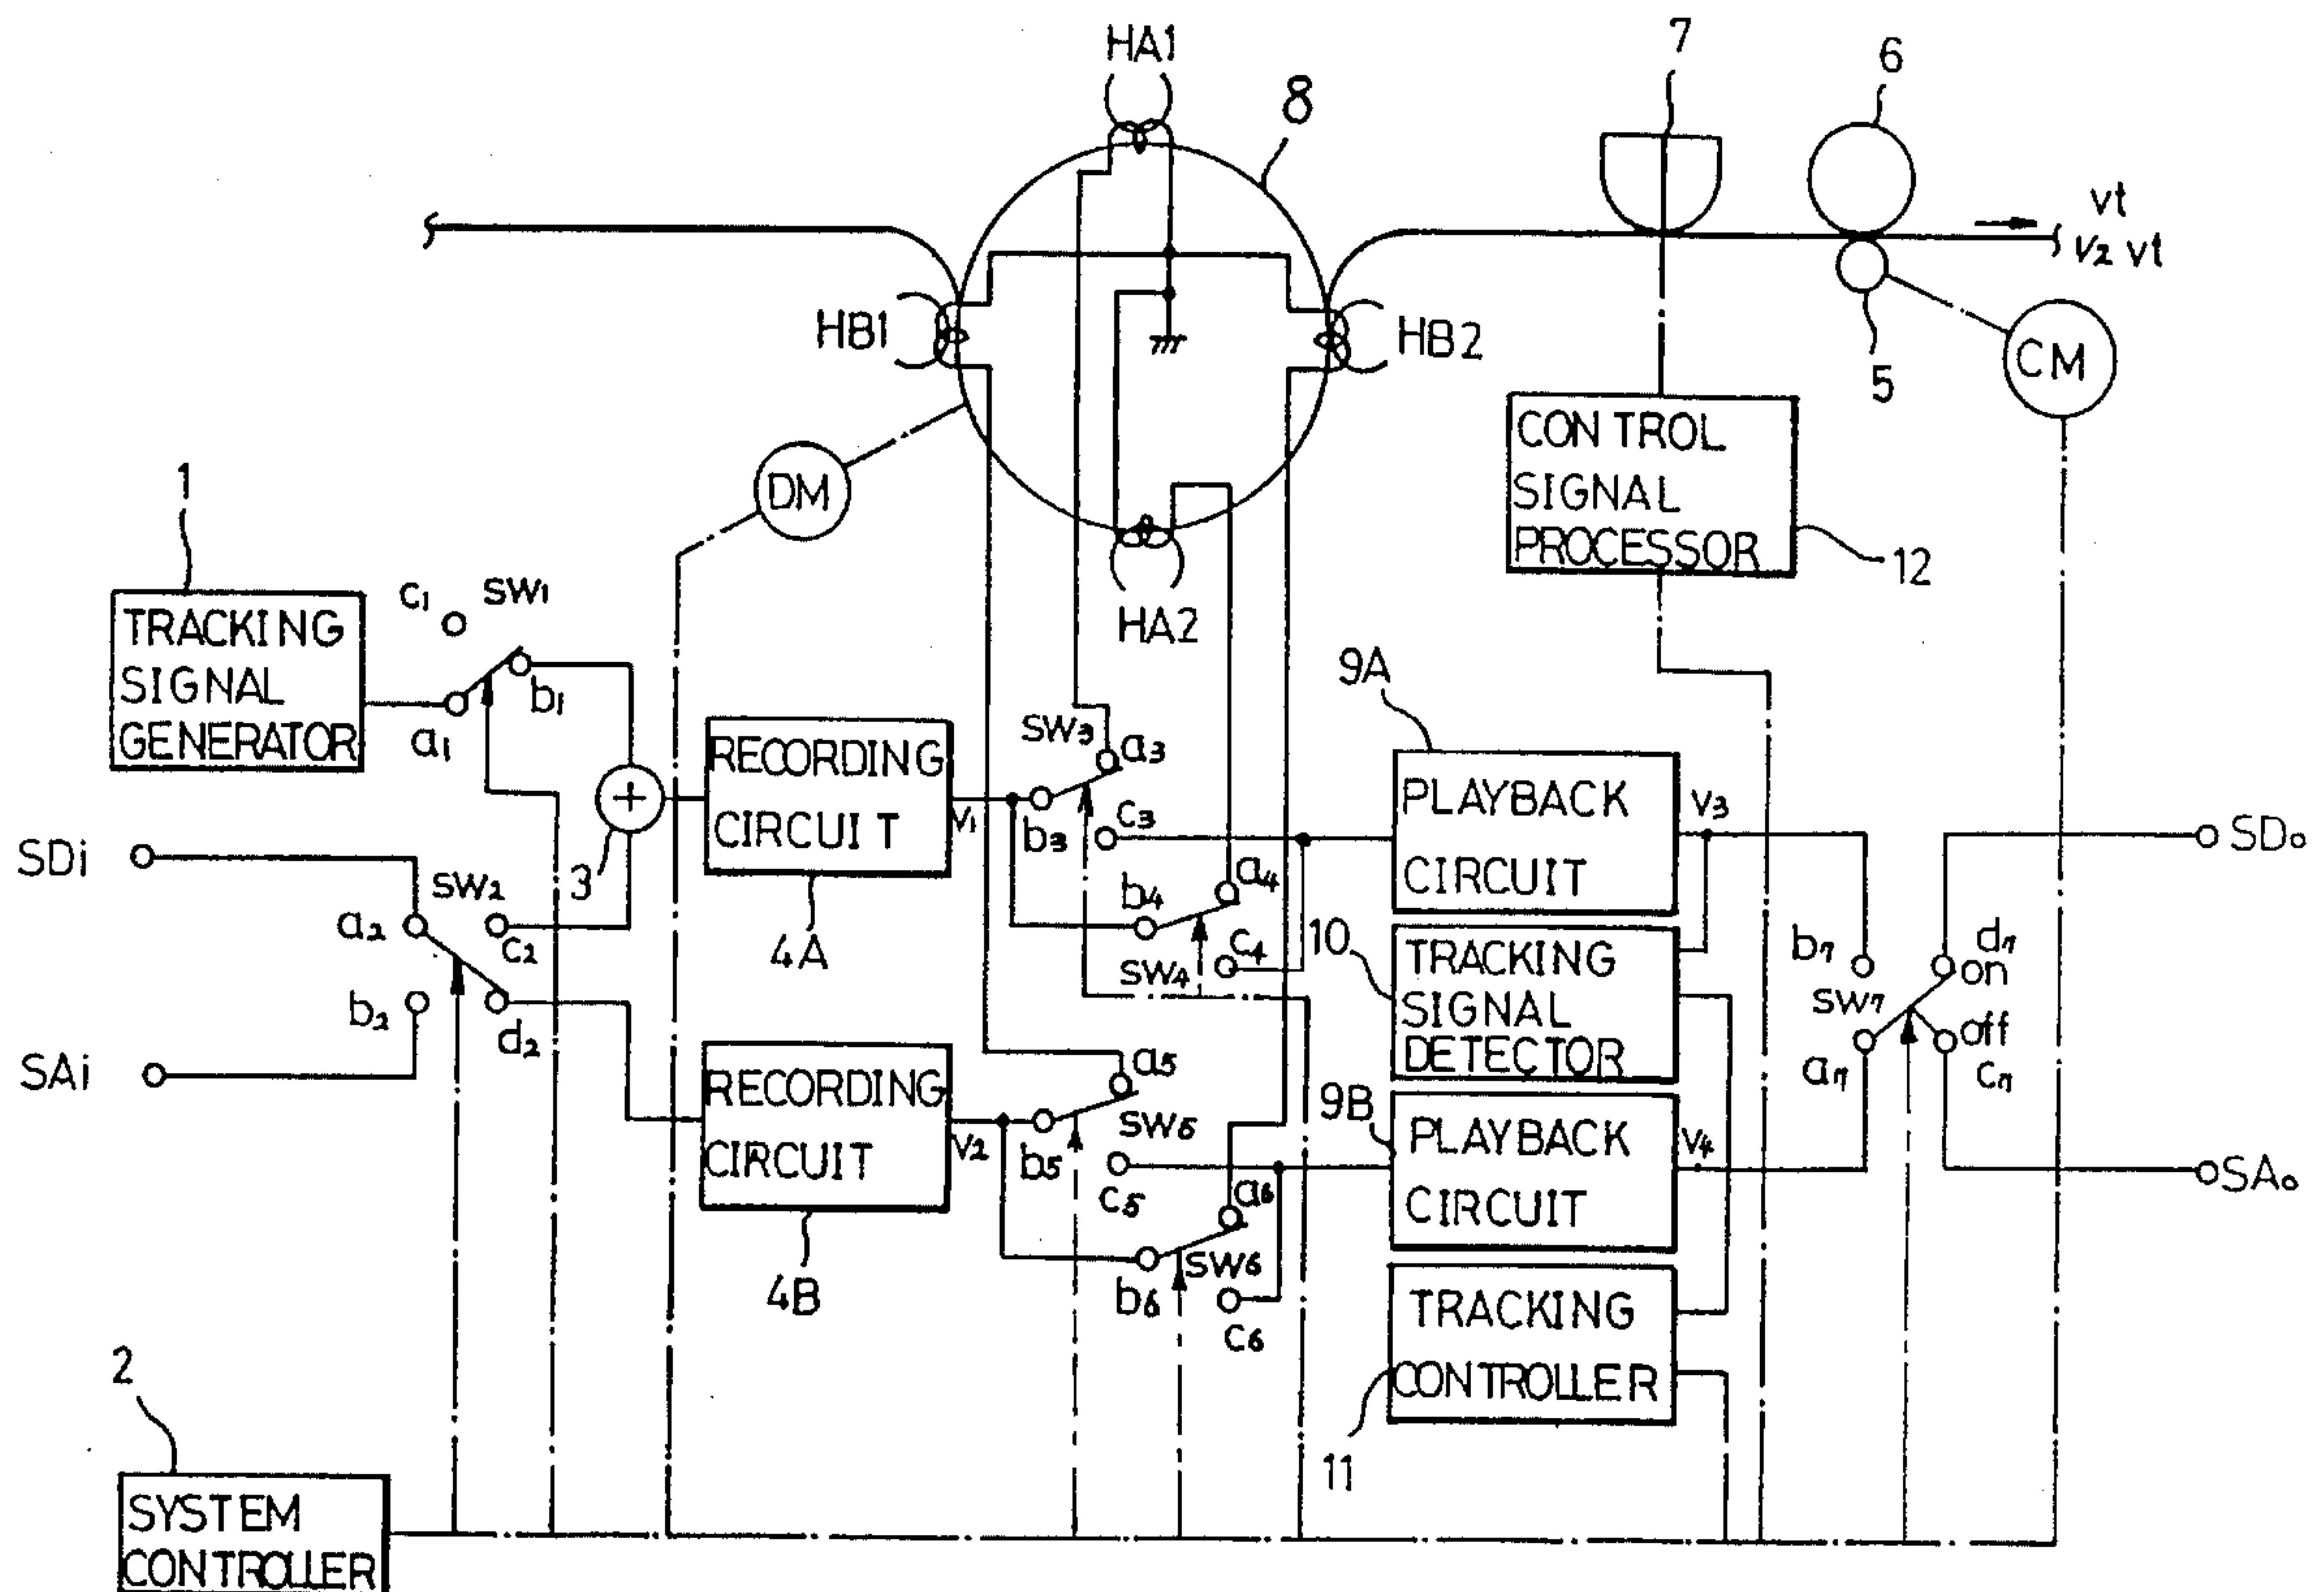 HA1
7
6
8
vt
v₂ vt
HB1
HB2
5
CM
CONTROL
SIGNAL
PROCESSOR
12
DM
HA2
1
TRACKING
SIGNAL
GENERATOR
c₁
SW₁
a₁
b₁
3
RECORDING
CIRCUIT
4A
V₁
SW₃
a₃
b₃
c₃
b₄
a₄
SW₄
c₄
9A
PLAYBACK
CIRCUIT
V₃
10
TRACKING
SIGNAL
DETECTOR
SDi
SAi
SW₂
a₂
c₂
b₂
d₂
RECORDING
CIRCUIT
4B
V₂
a₅
SW₅
b₅
c₅
a₆
SW₆
b₆
c₆
9B
PLAYBACK
CIRCUIT
V₄
b₇
d₇
on
SW₇
off
a₇
c₇
SDo
SAo
11
TRACKING
CONTROLLER
2
SYSTEM
CONTROLLER